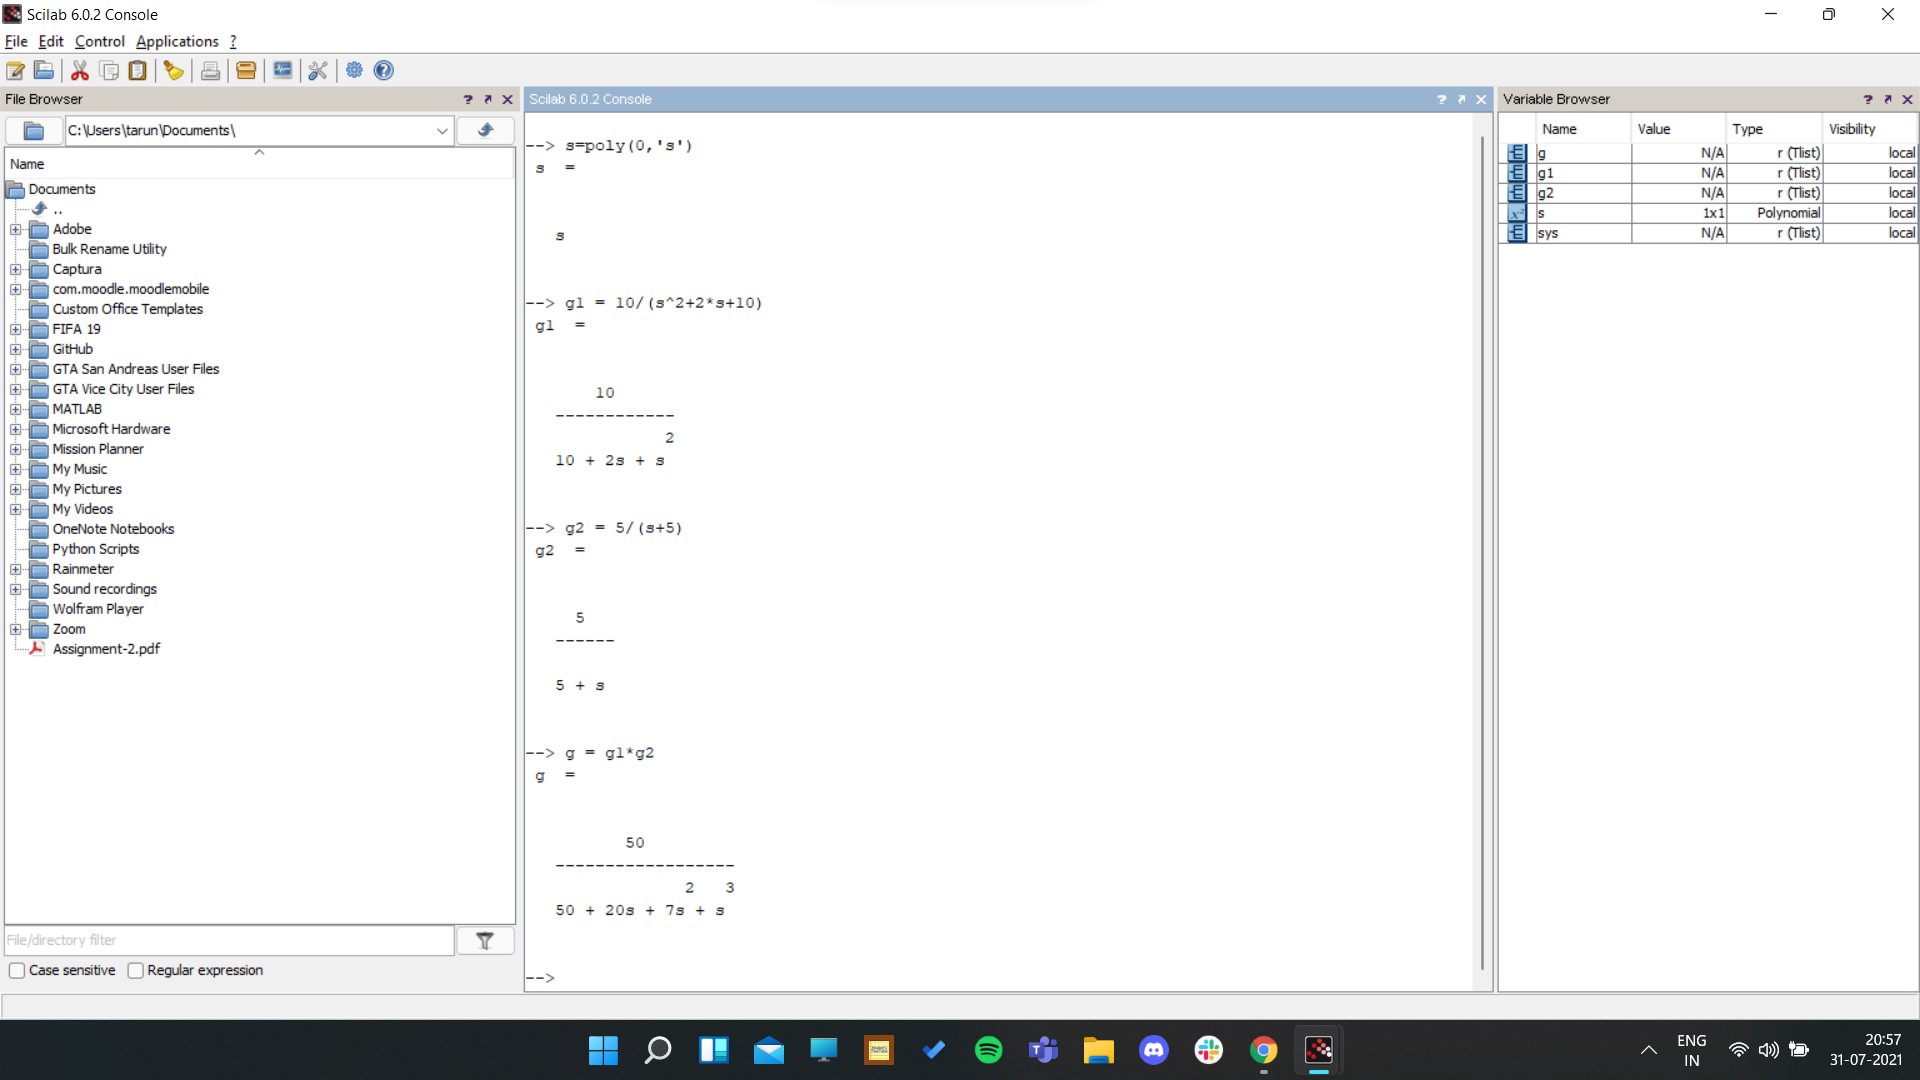 Scilab 6.0.2 Console
File Edit Control Applications ?
File Browser ? ↗ ✕
C:\Users\tarun\Documents\
Name
Documents
..
Adobe
Bulk Rename Utility
Captura
com.moodle.moodlemobile
Custom Office Templates
FIFA 19
GitHub
GTA San Andreas User Files
GTA Vice City User Files
MATLAB
Microsoft Hardware
Mission Planner
My Music
My Pictures
My Videos
OneNote Notebooks
Python Scripts
Rainmeter
Sound recordings
Wolfram Player
Zoom
Assignment-2.pdf
File/directory filter
Case sensitive Regular expression
Scilab 6.0.2 Console ? ↗ ✕
--> s=poly(0,'s')
s =
s
--> g1 = 10/(s^2+2*s+10)
g1 =
10
------------
2
10 + 2s + s
--> g2 = 5/(s+5)
g2 =
5
------
5 + s
--> g = g1*g2
g =
50
------------------
2 3
50 + 20s + 7s + s
-->
Variable Browser ? ↗ ✕
Name Value Type Visibility
g N/A r (Tlist) local
g1 N/A r (Tlist) local
g2 N/A r (Tlist) local
s 1x1 Polynomial local
sys N/A r (Tlist) local
ENG
IN
20:57
31-07-2021